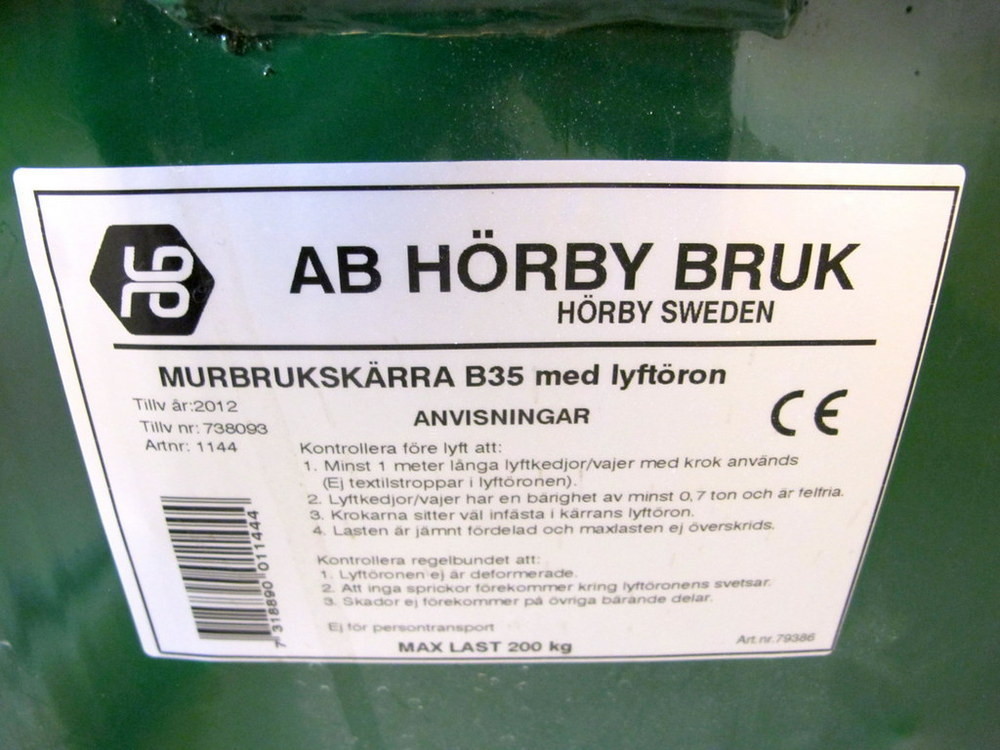 AB HÖRBY BRUK
HÖRBY SWEDEN
MURBRUKSKÄRRA B35 med lyftöron
Tillv år:2012
Tillv nr: 738093
Artnr: 1144
ANVISNINGAR
CE
Kontrollera före lyft att:
1. Minst 1 meter långa lyftkedjor/vajer med krok används
(Ej textilstroppar i lyftöronen).
2. Lyftkedjor/vajer har en bärighet av minst 0,7 ton och är felfria.
3. Krokarna sitter väl infästa i kärrans lyftöron.
4. Lasten är jämnt fördelad och maxlasten ej överskrids.
Kontrollera regelbundet att:
1. Lyftöronen ej är deformerade.
2. Att inga sprickor förekommer kring lyftöronens svetsar.
3. Skador ej förekommer på övriga bärande delar.
Ej för persontransport
MAX LAST 200 kg
Art.nr.79386
7 318890 011444